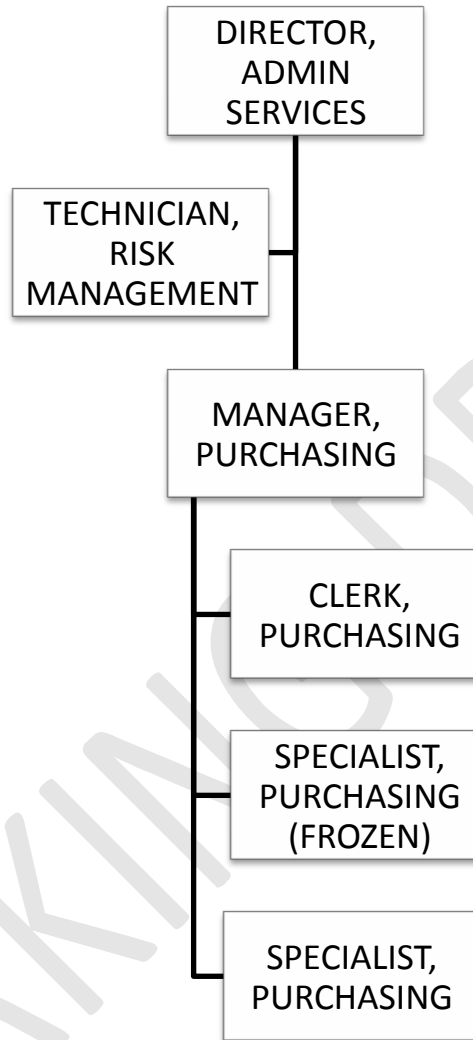 DIRECTOR,
ADMIN
SERVICES
TECHNICIAN,
RISK
MANAGEMENT
MANAGER,
PURCHASING
CLERK,
PURCHASING
SPECIALIST,
PURCHASING
(FROZEN)
SPECIALIST,
PURCHASING